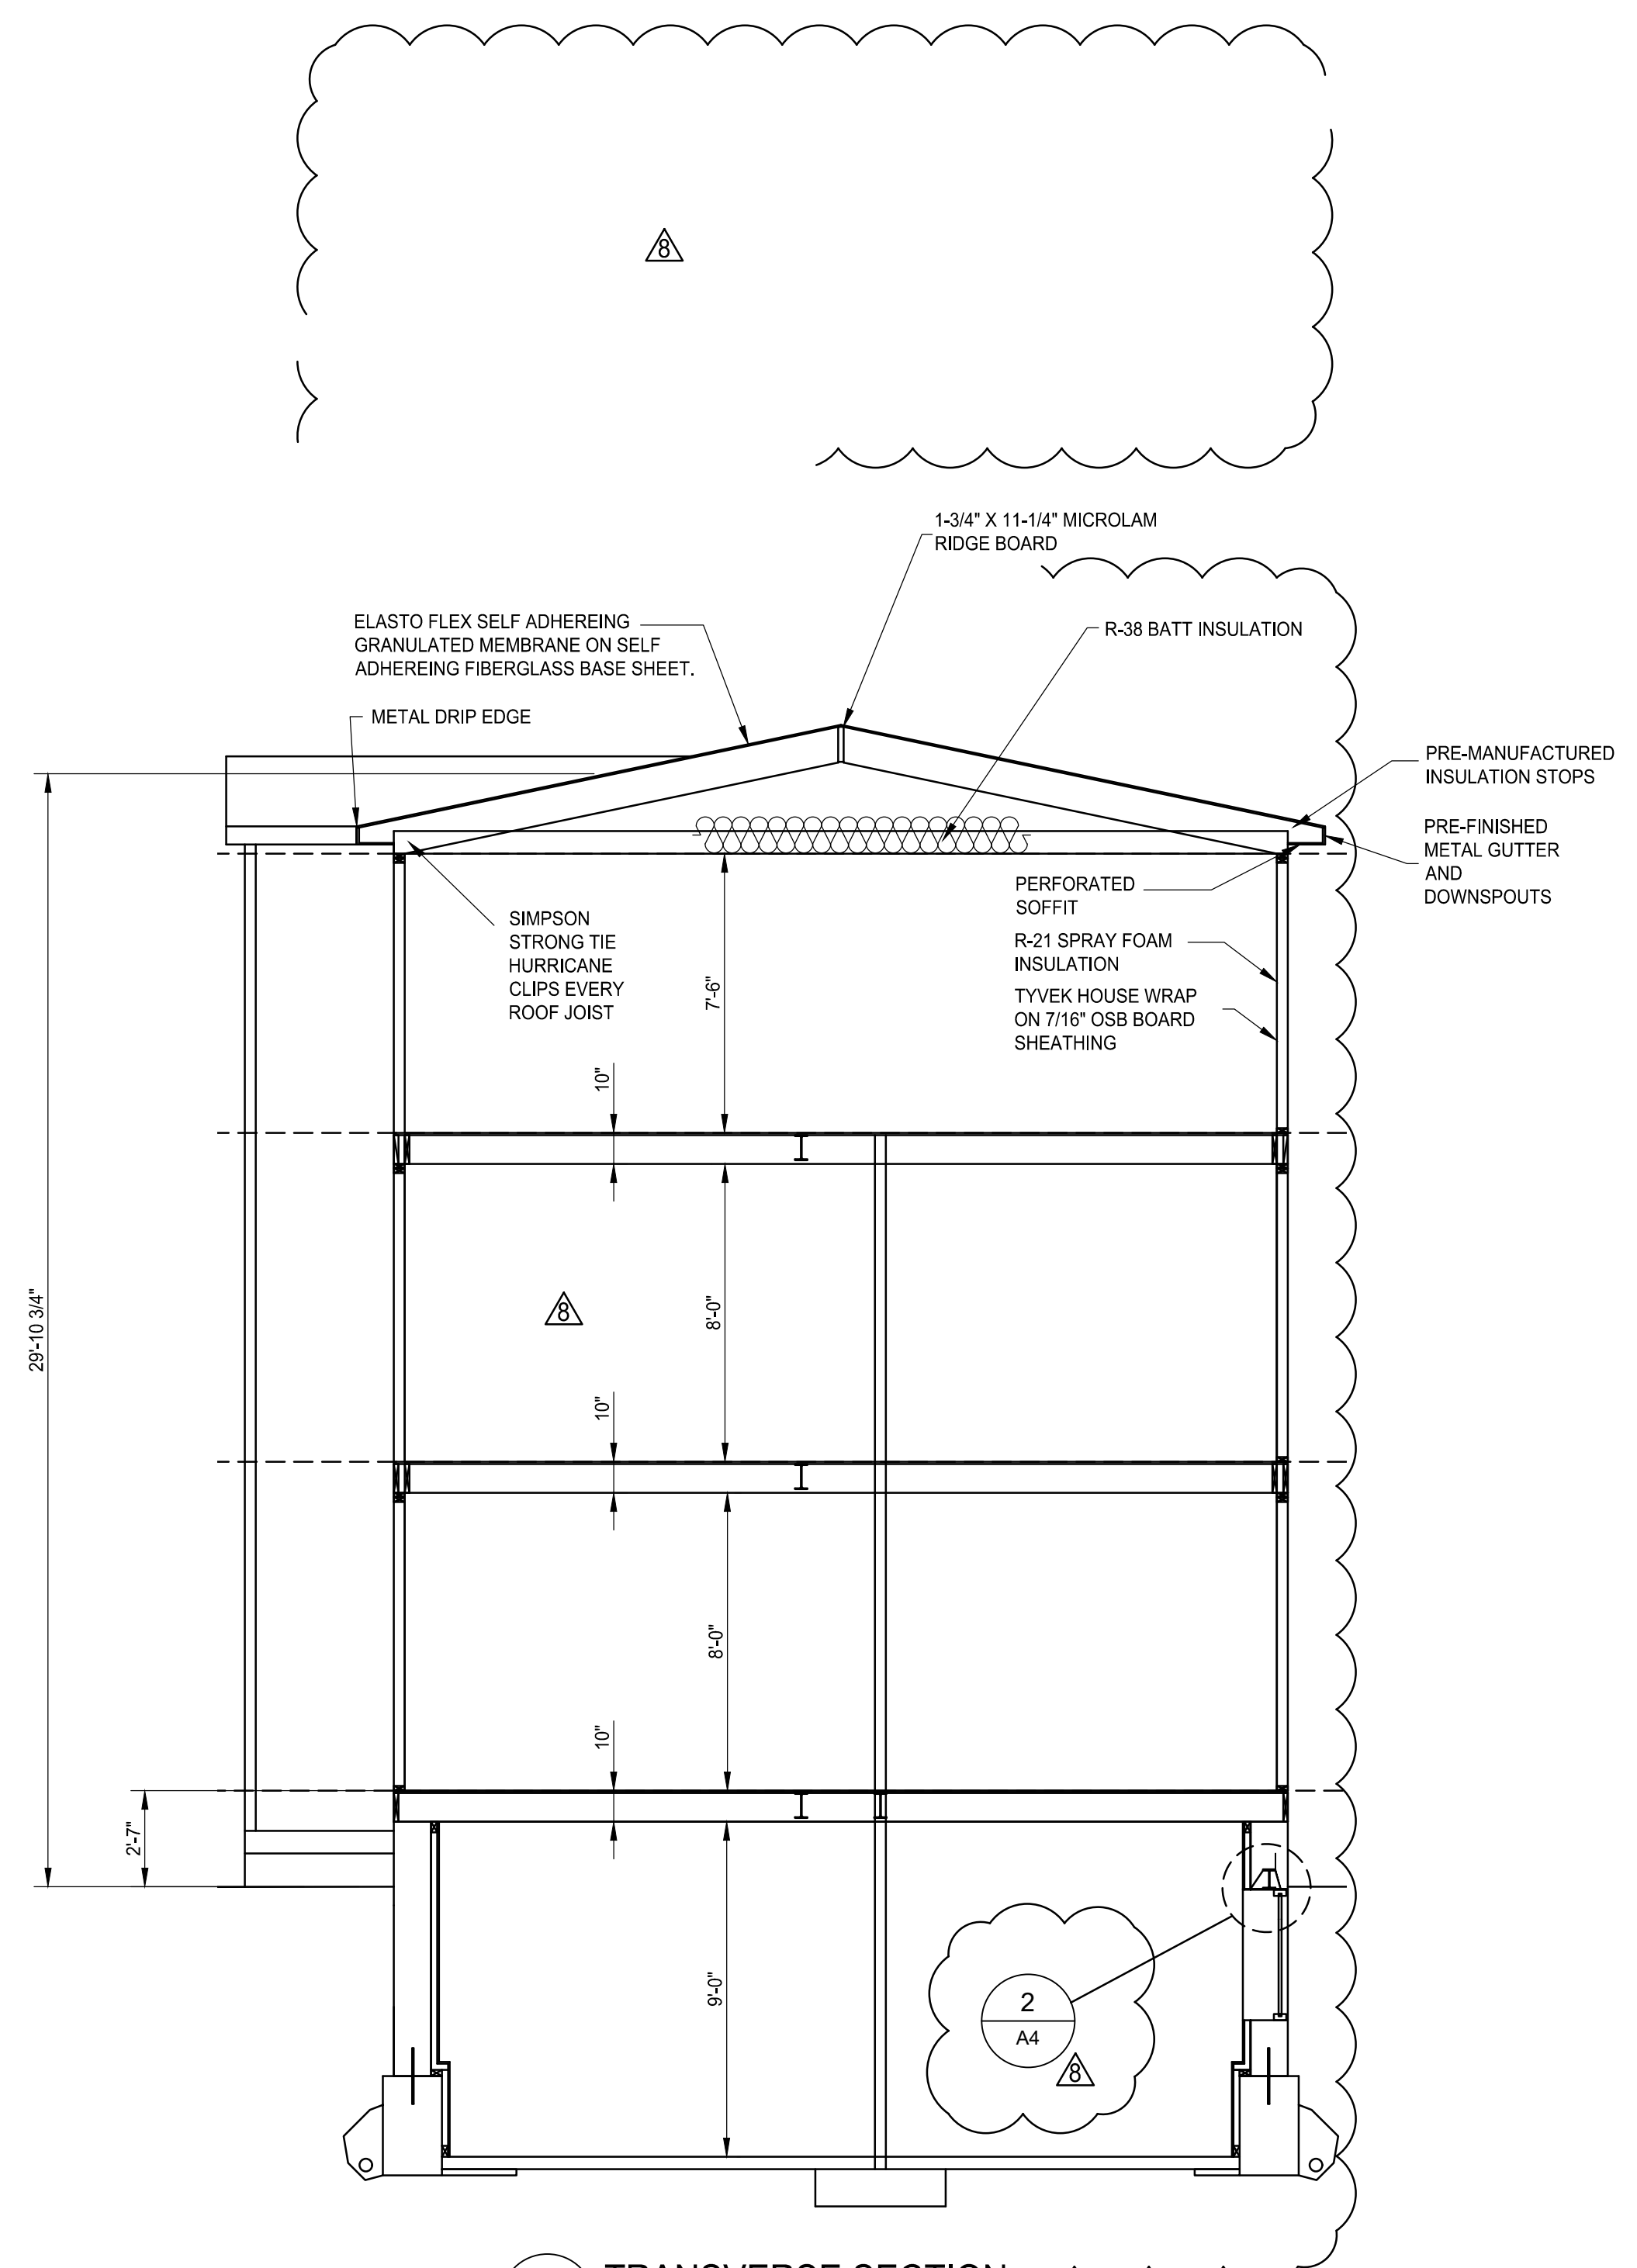 8
1-3/4" X 11-1/4" MICROLAM
RIDGE BOARD
ELASTO FLEX SELF ADHEREING
GRANULATED MEMBRANE ON SELF
ADHEREING FIBERGLASS BASE SHEET.
R-38 BATT INSULATION
METAL DRIP EDGE
PRE-MANUFACTURED
INSULATION STOPS
PRE-FINISHED
METAL GUTTER
AND
DOWNSPOUTS
PERFORATED
SOFFIT
SIMPSON
STRONG TIE
HURRICANE
CLIPS EVERY
ROOF JOIST
R-21 SPRAY FOAM
INSULATION
TYVEK HOUSE WRAP
ON 7/16" OSB BOARD
SHEATHING
7'-6"
10"
8
8'-0"
29'-10 3/4"
10"
8'-0"
10"
2'-7"
9'-0"
2
A4
8
TRANSVERSE SECTION